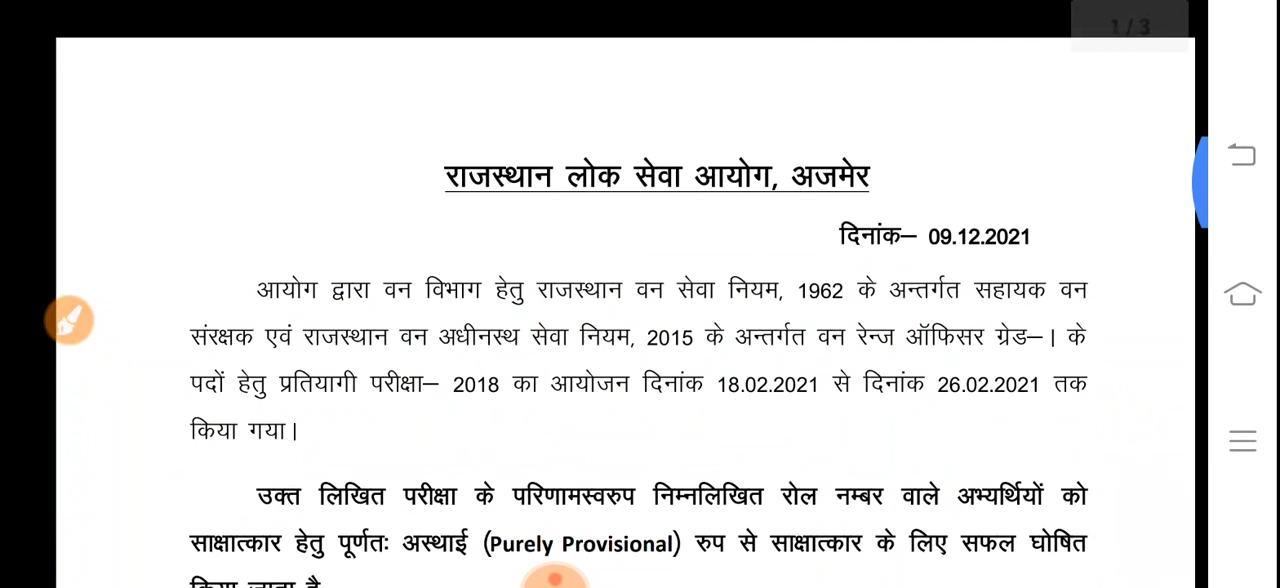 1 / 3
राजस्थान लोक सेवा आयोग, अजमेर
दिनांक– 09.12.2021
आयोग द्वारा वन विभाग हेतु राजस्थान वन सेवा नियम, 1962 के अन्तर्गत सहायक वन
संरक्षक एवं राजस्थान वन अधीनस्थ सेवा नियम, 2015 के अन्तर्गत वन रेन्ज ऑफिसर ग्रेड–I के
पदों हेतु प्रतियागी परीक्षा– 2018 का आयोजन दिनांक 18.02.2021 से दिनांक 26.02.2021 तक
किया गया।
उक्त लिखित परीक्षा के परिणामस्वरुप निम्नलिखित रोल नम्बर वाले अभ्यर्थियों को
साक्षात्कार हेतु पूर्णतः अस्थाई (Purely Provisional) रुप से साक्षात्कार के लिए सफल घोषित
किया जाता है